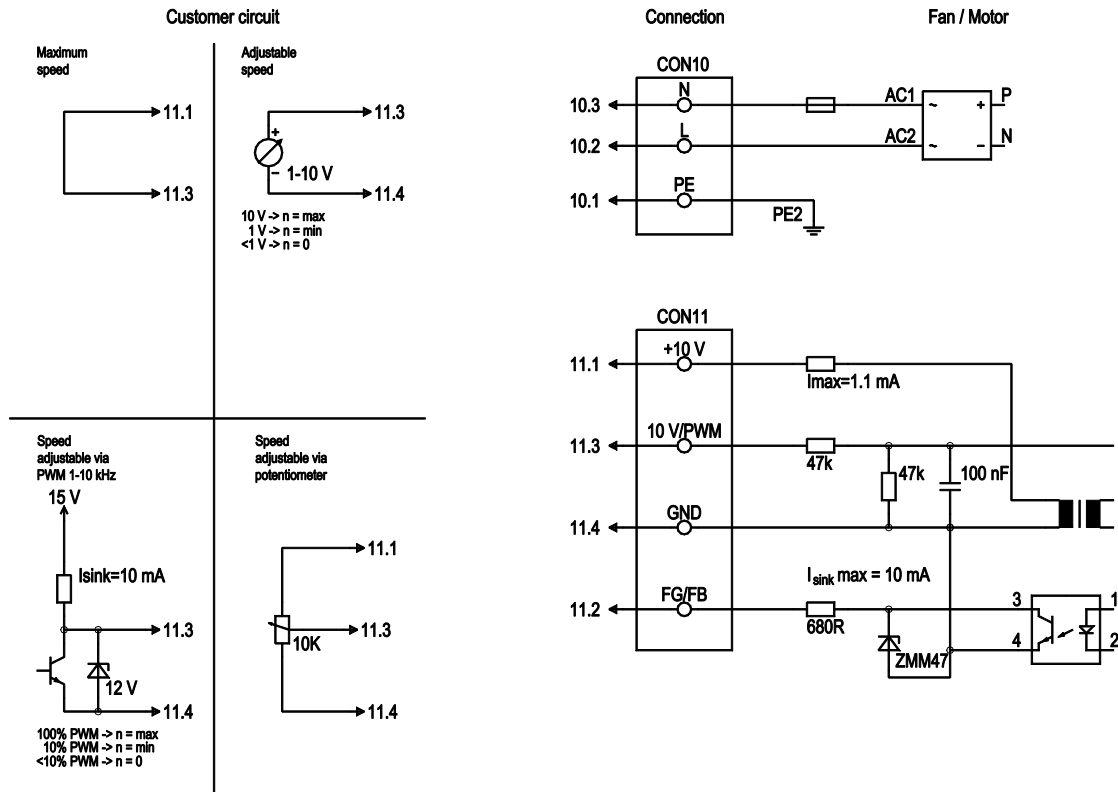 Customer circuit
Connection
Fan / Motor
Maximum
speed
11.1
11.3
Adjustable
speed
11.3
+
–
1-10 V
11.4
10 V -> n = max
1 V -> n = min
<1 V -> n = 0
Speed
adjustable via
PWM 1-10 kHz
15 V
Isink=10 mA
11.3
12 V
11.4
100% PWM -> n = max
10% PWM -> n = min
<10% PWM -> n = 0
Speed
adjustable via
potentiometer
11.1
11.3
10K
11.4
CON10
N
10.3
AC1
~
+
P
L
10.2
AC2
~
–
N
PE
10.1
PE2
CON11
+10 V
11.1
Imax=1.1 mA
10 V/PWM
11.3
47k
47k
100 nF
GND
11.4
Isink max = 10 mA
FG/FB
11.2
680R
3
1
4
2
ZMM47